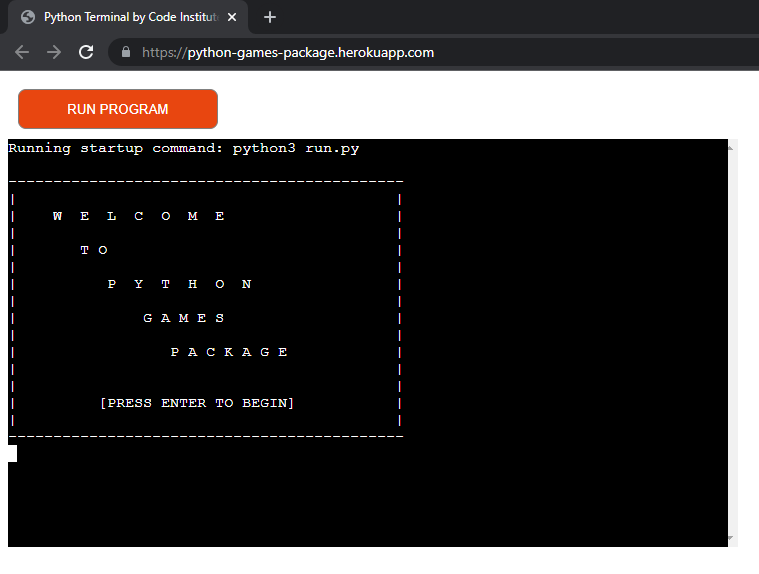 Python Terminal by Code Institut
https://python-games-package.herokuapp.com
RUN PROGRAM
Running startup command: python3 run.py
--------------------------------------------
|                                          |
|    W  E  L  C  O  M  E                   |
|                                          |
|       T O                                |
|                                          |
|          P  Y  T  H  O  N                |
|                                          |
|              G A M E S                   |
|                                          |
|                 P A C K A G E            |
|                                          |
|                                          |
|         [PRESS ENTER TO BEGIN]           |
|                                          |
--------------------------------------------